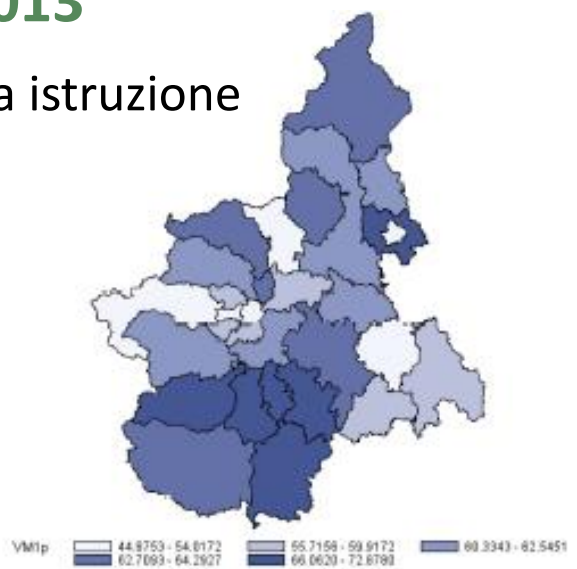 013
a istruzione
VM1p 44.8753 - 54.0172 55.7156 - 59.9172 60.3343 - 62.5451
62.7093 - 64.2927 66.0620 - 72.8780